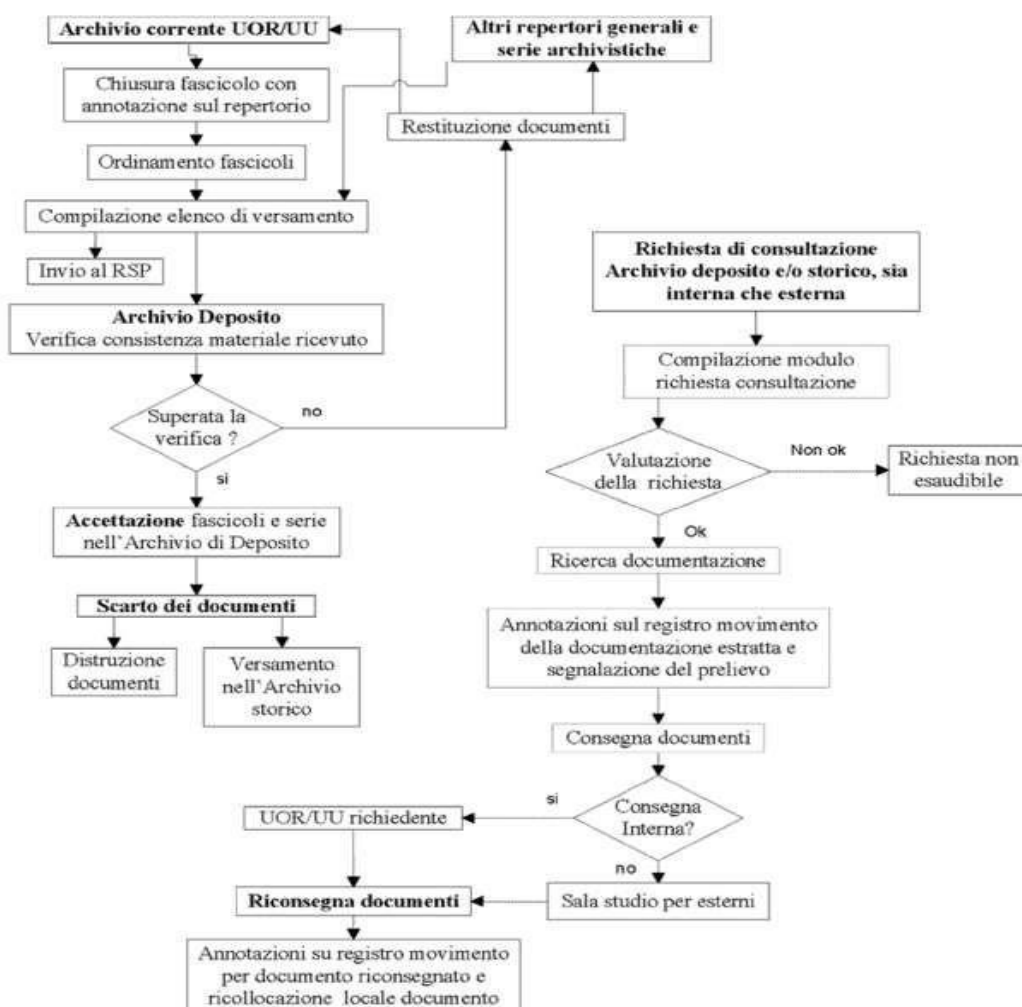 Archivio corrente UOR/UU
Altri repertori generali e
serie archivistiche
Chiusura fascicolo con
annotazione sul repertorio
Restituzione documenti
Ordinamento fascicoli
Compilazione elenco di versamento
Invio al RSP
Archivio Deposito
Verifica consistenza materiale ricevuto
Superata la
verifica ?
no
si
Accettazione fascicoli e serie
nell'Archivio di Deposito
Scarto dei documenti
Distruzione
documenti
Versamento
nell'Archivio
storico
Richiesta di consultazione
Archivio deposito e/o storico, sia
interna che esterna
Compilazione modulo
richiesta consultazione
Valutazione
della richiesta
Non ok
Richiesta non
esaudibile
Ok
Ricerca documentazione
Annotazioni sul registro movimento
della documentazione estratta e
segnalazione del prelievo
Consegna documenti
Consegna
Interna?
si
UOR/UU richiedente
no
Sala studio per esterni
Riconsegna documenti
Annotazioni su registro movimento
per documento riconsegnato e
ricollocazione locale documento